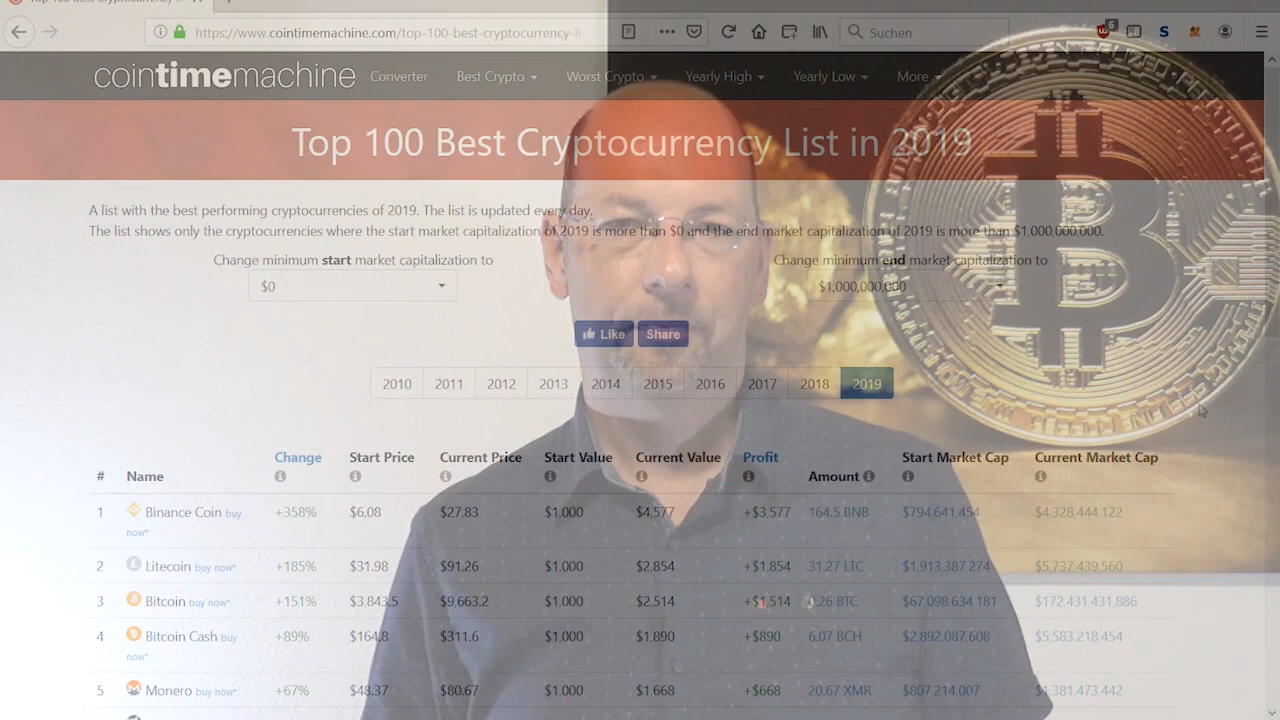 https://www.cointimemachine.com/top-100-best-cryptocurrency-li
Suchen
6
S
cointimemachine Converter Best Crypto Worst Crypto Yearly High Yearly Low More
Top 100 Best Cryptocurrency List in 2019
A list with the best performing cryptocurrencies of 2019. The list is updated every day.
The list shows only the cryptocurrencies where the start market capitalization of 2019 is more than $0 and the end market capitalization of 2019 is more than $1,000,000,000.
Change minimum start market capitalization to
Change minimum end market capitalization to
$0
$1,000,000,000
Like Share
2010 2011 2012 2013 2014 2015 2016 2017 2018 2019
# Name Change Start Price Current Price Start Value Current Value Profit Amount Start Market Cap Current Market Cap
1 Binance Coin buy now* +358% $6.08 $27.83 $1,000 $4,577 +$3,577 164.5 BNB $794,641,454 $4,328,444,122
2 Litecoin buy now* +185% $31.98 $91.26 $1,000 $2,854 +$1,854 31.27 LTC $1,913,387,274 $5,737,439,560
3 Bitcoin buy now* +151% $3,843.5 $9,663.2 $1,000 $2,514 +$1,514 0.26 BTC $67,098,634,181 $172,431,431,886
4 Bitcoin Cash buy now* +89% $164.8 $311.6 $1,000 $1,890 +$890 6.07 BCH $2,892,087,608 $5,583,218,454
5 Monero buy now* +67% $48.37 $80.67 $1,000 $1,668 +$668 20.67 XMR $807,214,007 $1,381,473,442